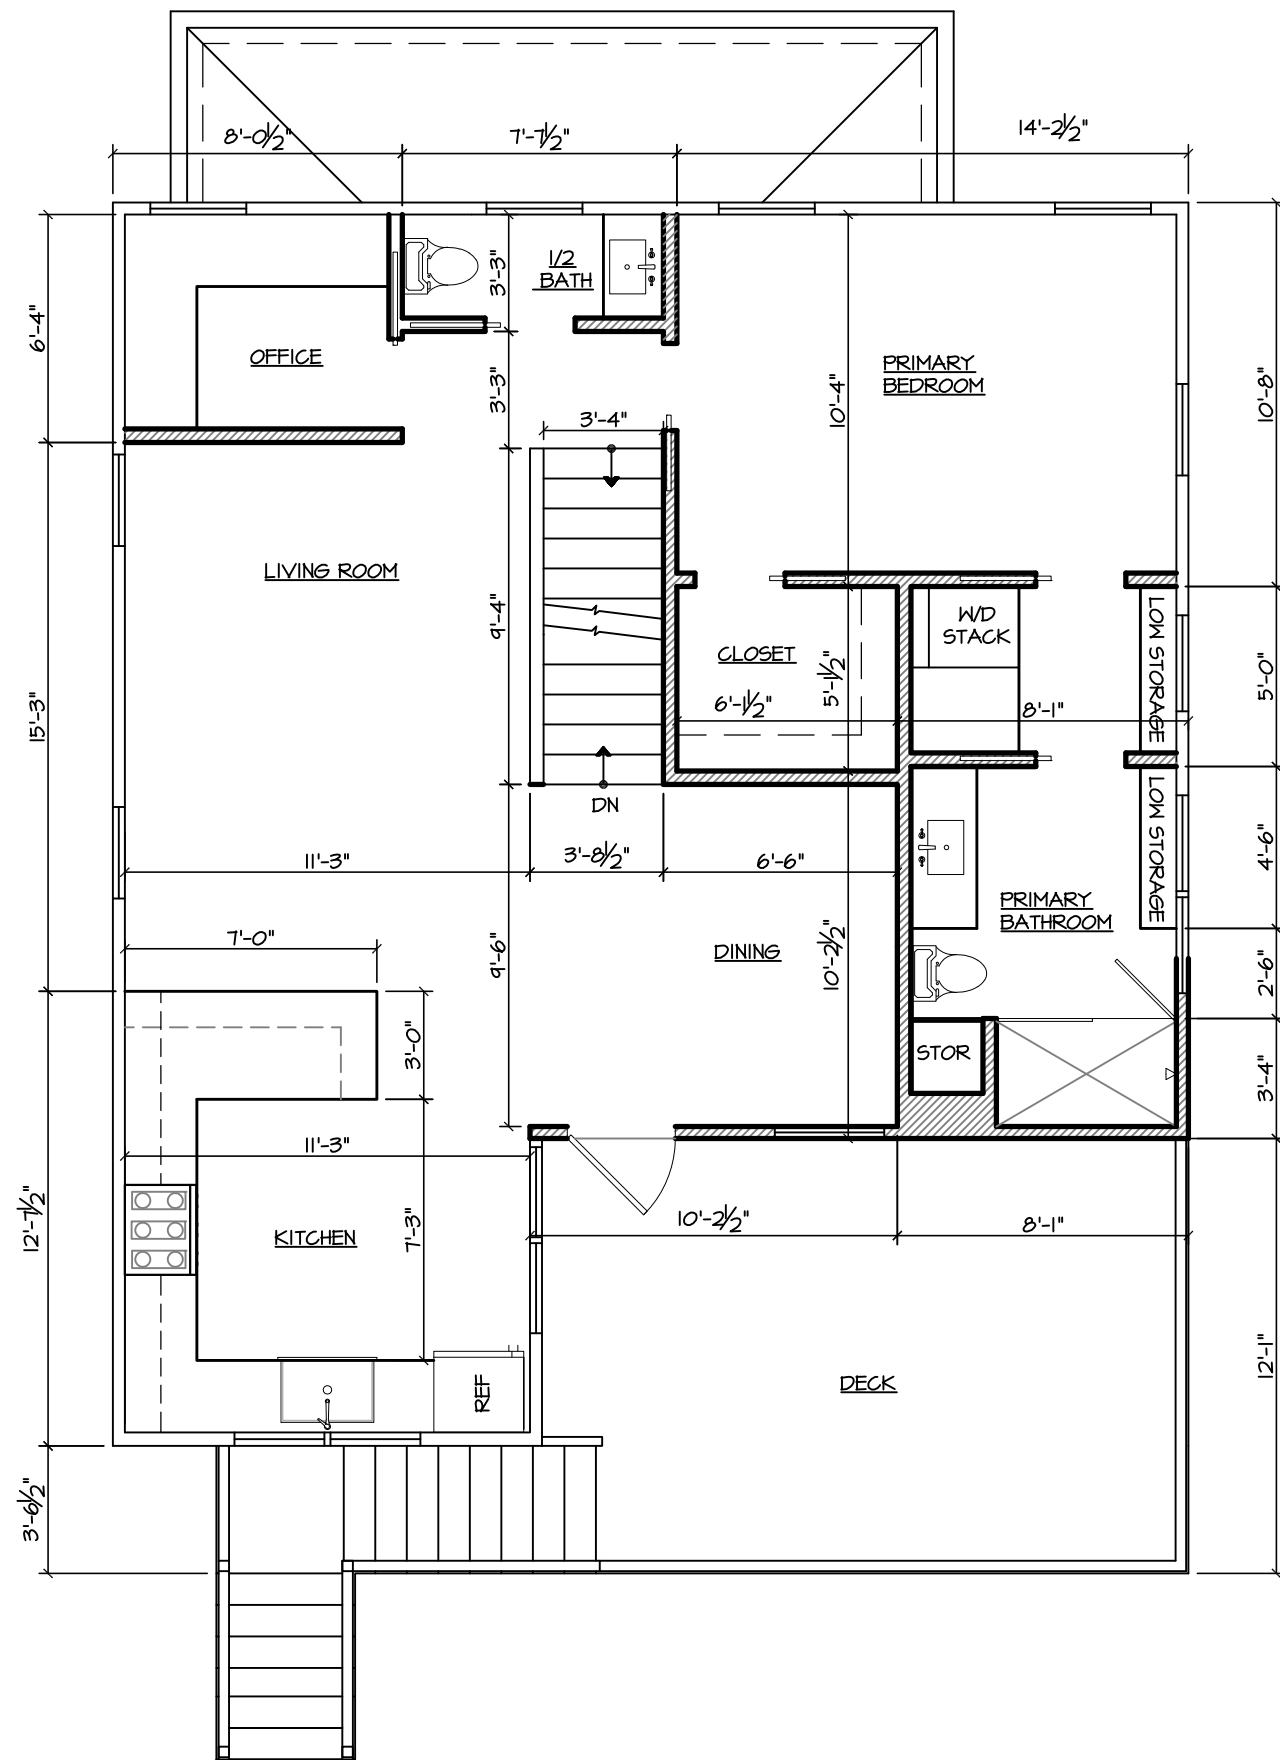 8'-0½"
7'-7½"
14'-2½"
1/2
BATH
3'-3"
6'-4"
OFFICE
PRIMARY
BEDROOM
10'-8"
3'-3"
10'-4"
3'-4"
LIVING ROOM
9'-4"
W/D
STACK
CLOSET
LOW STORAGE
5'-1½"
5'-0"
6'-1½"
8'-1"
15'-3"
DN
11'-3"
3'-8½"
6'-6"
LOW STORAGE
4'-6"
PRIMARY
BATHROOM
7'-0"
9'-6"
DINING
10'-2½"
2'-6"
3'-0"
STOR
3'-4"
11'-3"
12'-7½"
KITCHEN
7'-3"
10'-2½"
8'-1"
12'-1"
REF
DECK
3'-6½"